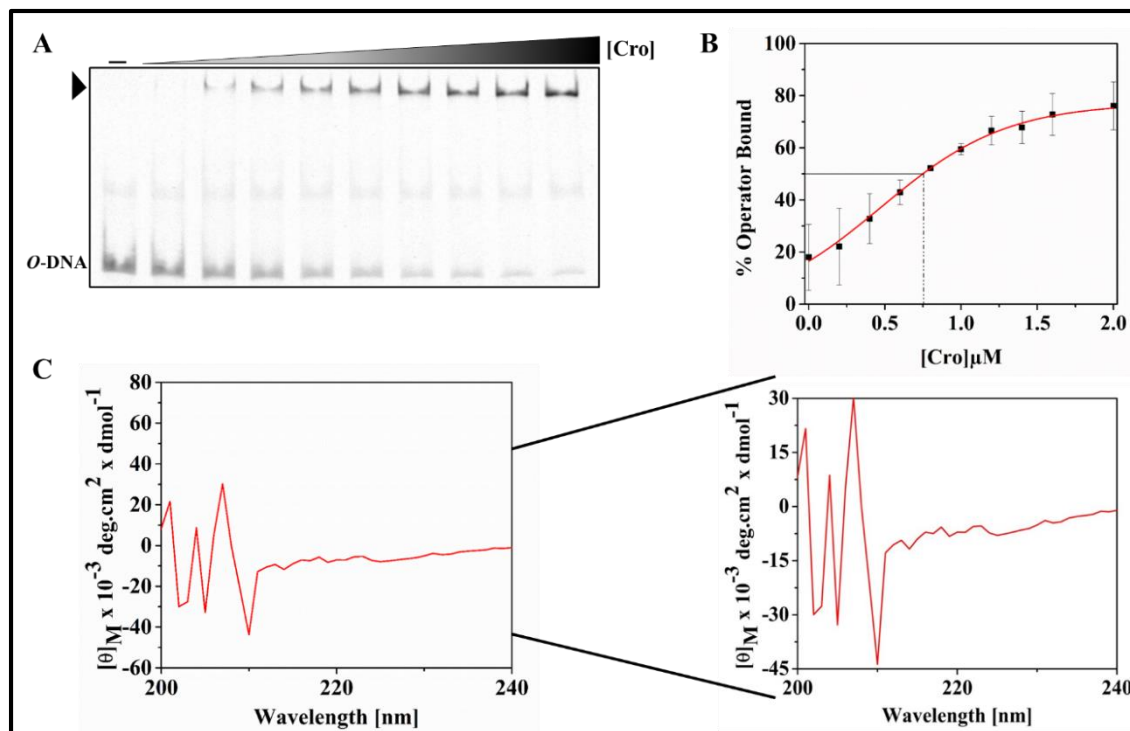 A
[Cro]
O-DNA
B
% Operator Bound
100
80
60
40
20
0
0.0 0.5 1.0 1.5 2.0
[Cro]µM
C
[θ]M x 10⁻³ deg.cm² x dmol⁻¹
80
60
40
20
0
-20
-40
-60
200 220 240
Wavelength [nm]
[θ]M x 10⁻³ deg.cm² x dmol⁻¹
30
15
0
-15
-30
-45
200 210 220 230 240
Wavelength [nm]